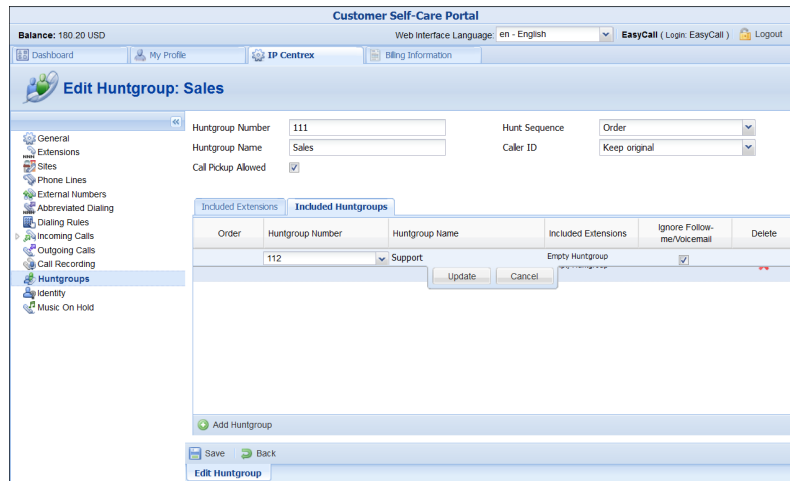 Customer Self-Care Portal
Balance: 180.20 USD Web Interface Language: en - English EasyCall ( Login: EasyCall ) Logout
Dashboard My Profile IP Centrex Billing Information
Edit Huntgroup: Sales
General
Extensions
Sites
Phone Lines
External Numbers
Abbreviated Dialing
Dialing Rules
Incoming Calls
Outgoing Calls
Call Recording
Huntgroups
Identity
Music On Hold
Huntgroup Number 111 Hunt Sequence Order
Huntgroup Name Sales Caller ID Keep original
Call Pickup Allowed
Included Extensions Included Huntgroups
Order Huntgroup Number Huntgroup Name Included Extensions Ignore Follow-me/Voicemail Delete
112 Support Empty Huntgroup
Update Cancel
Add Huntgroup
Save Back
Edit Huntgroup